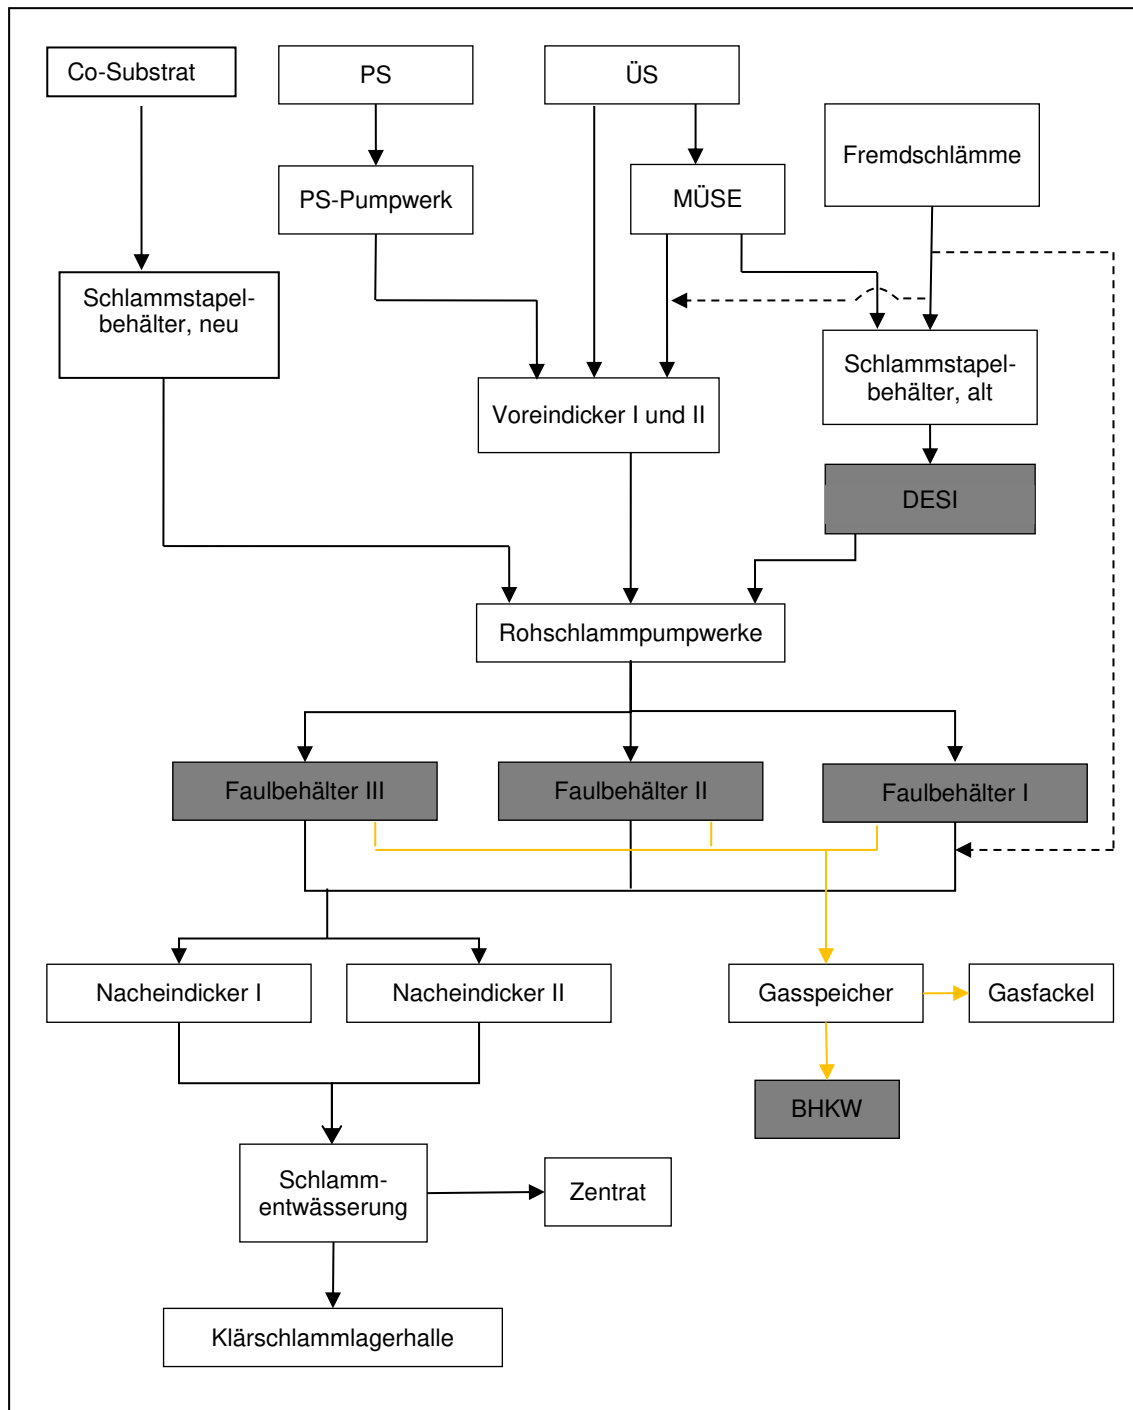 Co-Substrat
PS
ÜS
Fremdschlämme
PS-Pumpwerk
MÜSE
Schlammstapel-
behälter, neu
Schlammstapel-
behälter, alt
Voreindicker I und II
DESI
Rohschlammpumpwerke
Faulbehälter III
Faulbehälter II
Faulbehälter I
Nacheindicker I
Nacheindicker II
Gasspeicher
Gasfackel
BHKW
Schlamm-
entwässerung
Zentrat
Klärschlammlagerhalle